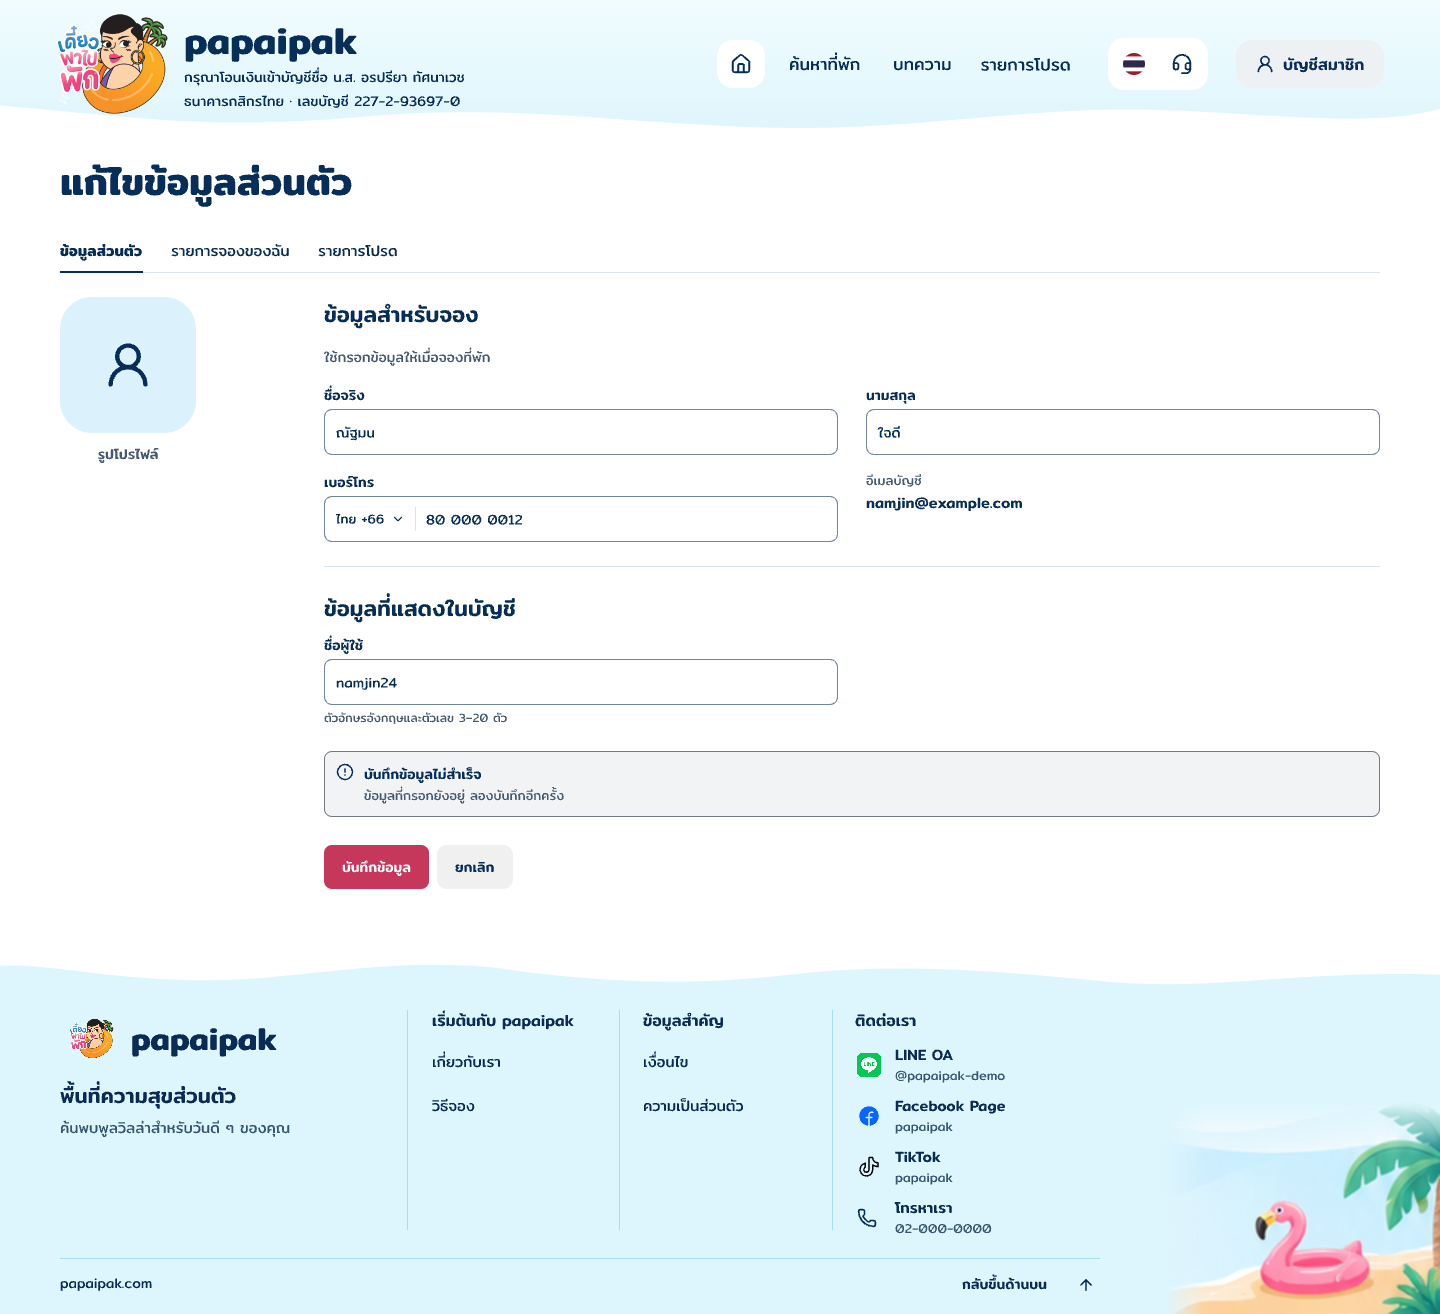 เดี๋ยว
พาไป
พัก
papaipak
กรุณาโอนเงินเข้าบัญชีชื่อ น.ส. อรปรียา ทัศนาเวช
ธนาคารกสิกรไทย · เลขบัญชี 227-2-93697-0
ค้นหาที่พัก
บทความ
รายการโปรด
บัญชีสมาชิก
แก้ไขข้อมูลส่วนตัว
ข้อมูลส่วนตัว
รายการจองของฉัน
รายการโปรด
รูปโปรไฟล์
ข้อมูลสำหรับจอง
ใช้กรอกข้อมูลให้เมื่อจองที่พัก
ชื่อจริง
นามสกุล
ณัฐมน
ใจดี
เบอร์โทร
อีเมลบัญชี
ไทย +66
80 000 0012
namjin@example.com
ข้อมูลที่แสดงในบัญชี
ชื่อผู้ใช้
namjin24
ตัวอักษรอังกฤษและตัวเลข 3–20 ตัว
บันทึกข้อมูลไม่สำเร็จ
ข้อมูลที่กรอกยังอยู่ ลองบันทึกอีกครั้ง
บันทึกข้อมูล
ยกเลิก
เดี๋ยว
พาไป
พัก
papaipak
พื้นที่ความสุขส่วนตัว
ค้นพบพูลวิลล่าสำหรับวันดี ๆ ของคุณ
เริ่มต้นกับ papaipak
เกี่ยวกับเรา
วิธีจอง
ข้อมูลสำคัญ
เงื่อนไข
ความเป็นส่วนตัว
ติดต่อเรา
LINE
LINE OA
@papaipak-demo
Facebook Page
papaipak
TikTok
papaipak
โทรหาเรา
02-000-0000
papaipak.com
กลับขึ้นด้านบน